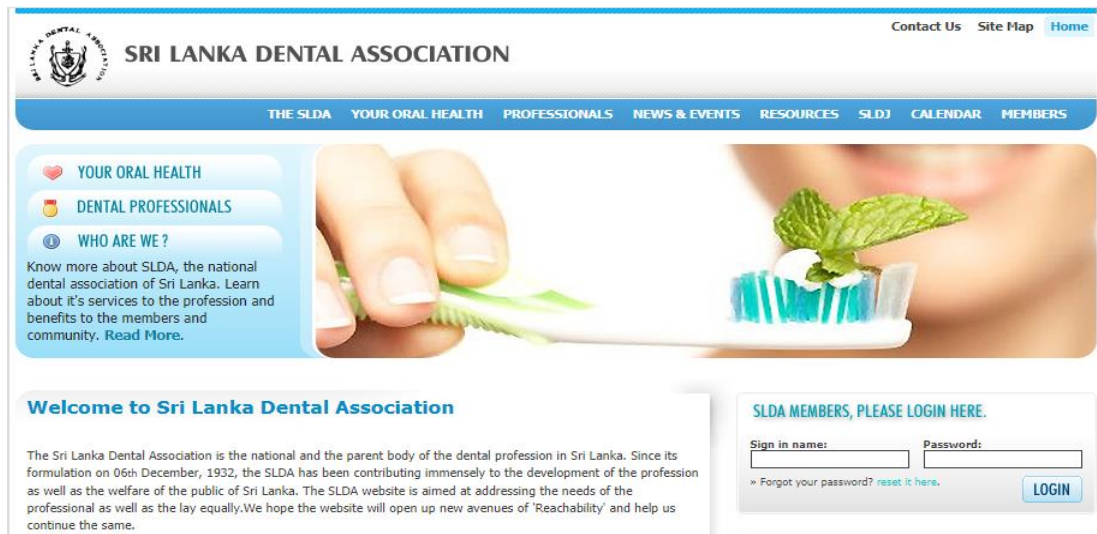 SRI LANKA DENTAL ASSOCIATION
Contact Us Site Map Home
SRI LANKA DENTAL ASSOCIATION
THE SLDA YOUR ORAL HEALTH PROFESSIONALS NEWS & EVENTS RESOURCES SLDJ CALENDAR MEMBERS
YOUR ORAL HEALTH
DENTAL PROFESSIONALS
WHO ARE WE ?
Know more about SLDA, the national
dental association of Sri Lanka. Learn
about it's services to the profession and
benefits to the members and
community. Read More.
Welcome to Sri Lanka Dental Association
The Sri Lanka Dental Association is the national and the parent body of the dental profession in Sri Lanka. Since its
formulation on 06th December, 1932, the SLDA has been contributing immensely to the development of the profession
as well as the welfare of the public of Sri Lanka. The SLDA website is aimed at addressing the needs of the
professional as well as the lay equally.We hope the website will open up new avenues of 'Reachability' and help us
continue the same.
SLDA MEMBERS, PLEASE LOGIN HERE.
Sign in name: Password:
» Forgot your password? reset it here.
LOGIN